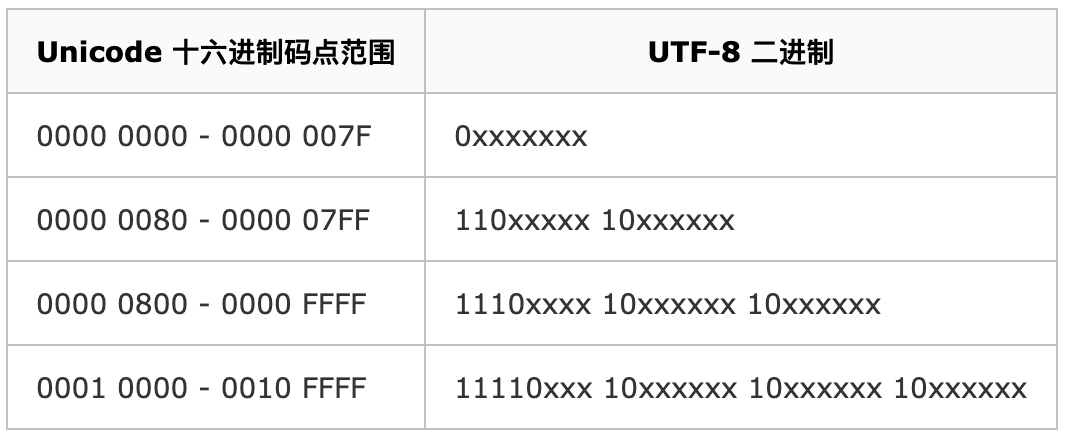 Unicode 十六进制码点范围 UTF-8 二进制
0000 0000 - 0000 007F 0xxxxxxx
0000 0080 - 0000 07FF 110xxxxx 10xxxxxx
0000 0800 - 0000 FFFF 1110xxxx 10xxxxxx 10xxxxxx
0001 0000 - 0010 FFFF 11110xxx 10xxxxxx 10xxxxxx 10xxxxxx